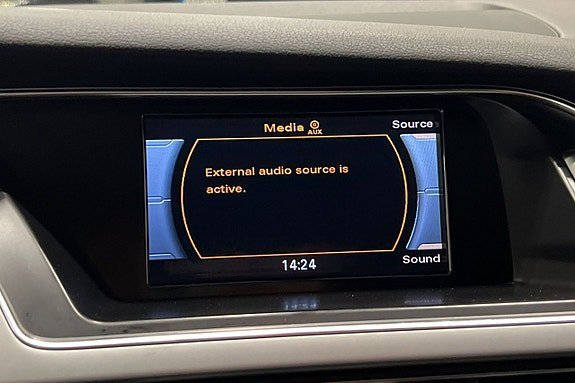 Media AUX Source
External audio source is
active.
14:24
Sound